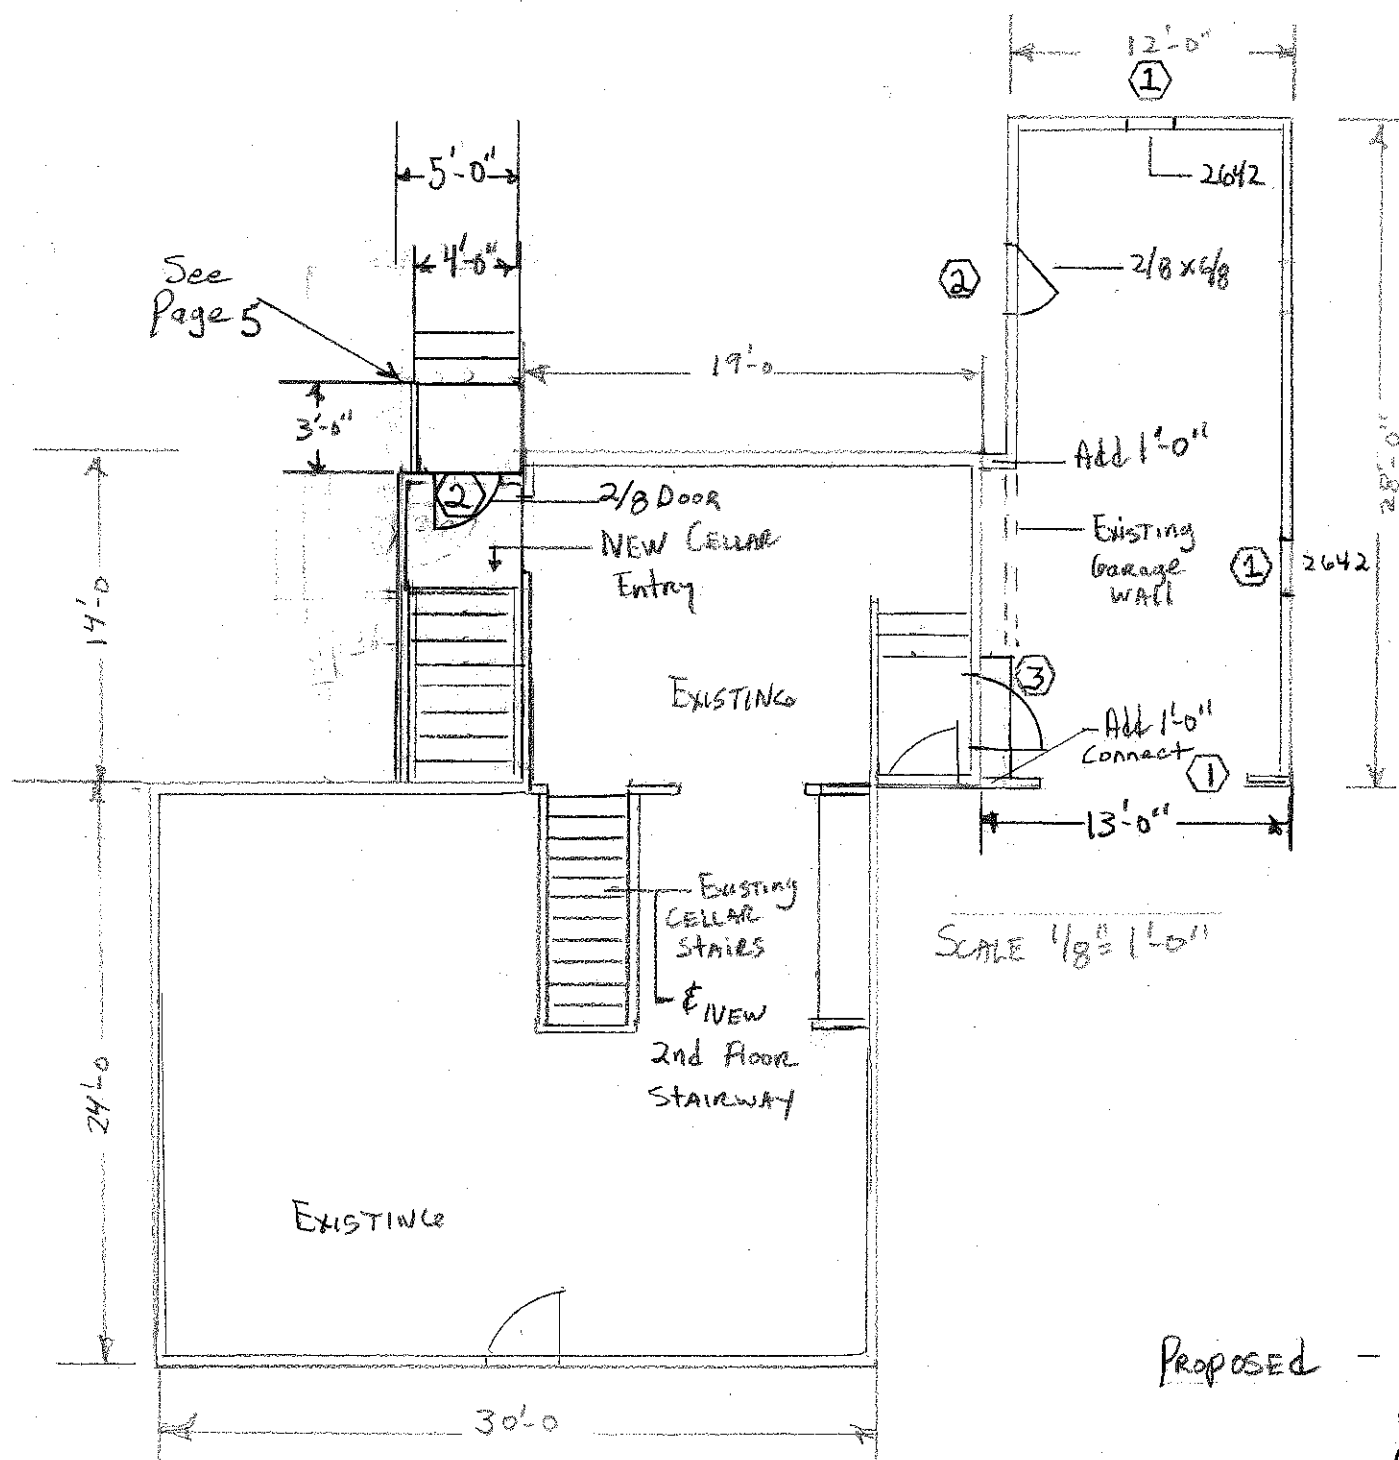 12'-0"
1
2642
5'-0"
4'-0"
See
Page 5
2
2/8 x 6/8
19'-0
3'-0"
Add 1'-0"
28'-0"
2
2/8 Door
NEW CELLAR
Entry
Existing
Garage
WALL
1
2642
14'-0
EXISTING
3
Add 1'-0"
Connect
1
13'-0"
Existing
CELLAR
STAIRS
& NEW
2nd Floor
STAIRWAY
SCALE 1/8" = 1'-0"
24'-0
EXISTING
PROPOSED -
30'-0